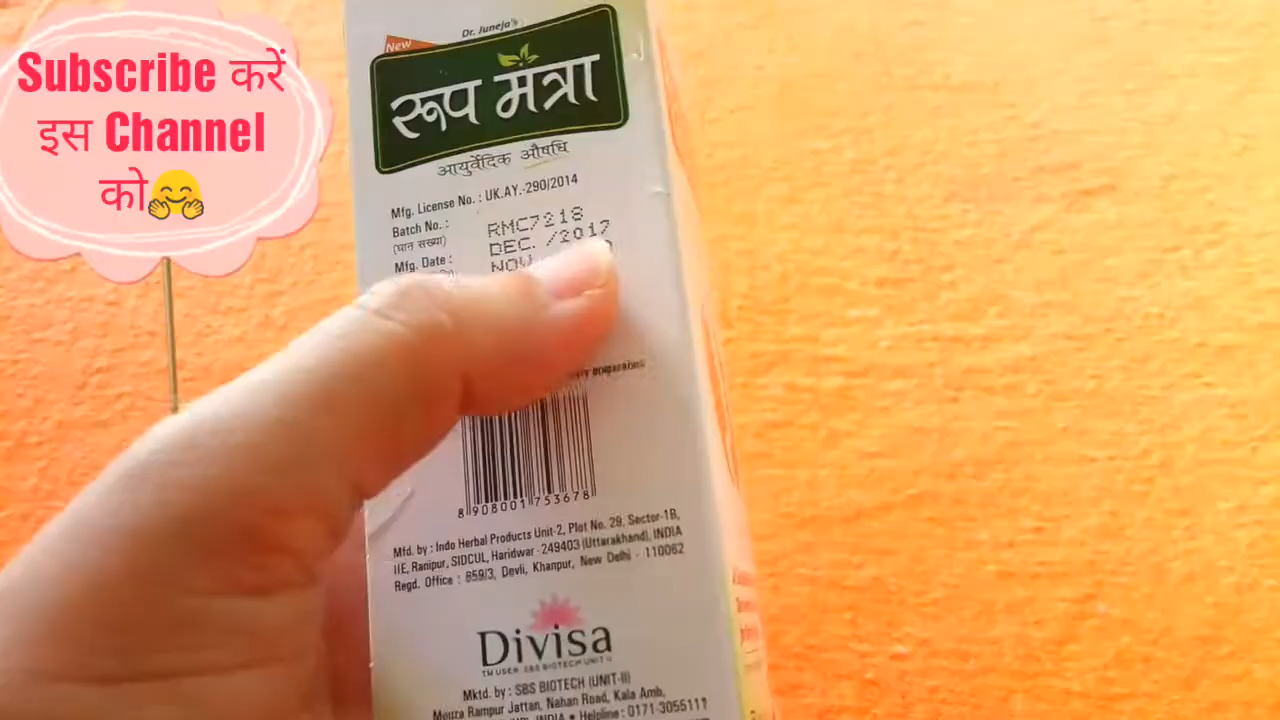 Subscribe करें
इस Channel
को🤗
Dr. Juneja's
New
रूप मंत्रा
आयुर्वेदिक औषधि
Mfg. License No. : UK.AY.-290/2014
Batch No. : RMC7218
(घान संख्या)
DEC. /2017
Mfg. Date :
NOV
8 908001 753678
Mfd. by : Indo Herbal Products Unit-2, Plot No. 29, Sector-1B,
IIE, Ranipur, SIDCUL, Haridwar - 249403 (Uttarakhand), INDIA
Regd. Office : 859/3, Devli, Khanpur, New Delhi - 110062
Divisa
TM USER SBS BIOTECH UNIT II
Mktd. by : SBS BIOTECH (UNIT-II)
Mouza Rampur Jattan, Nahan Road, Kala Amb,
INDIA • Helpline : 0171-3055111